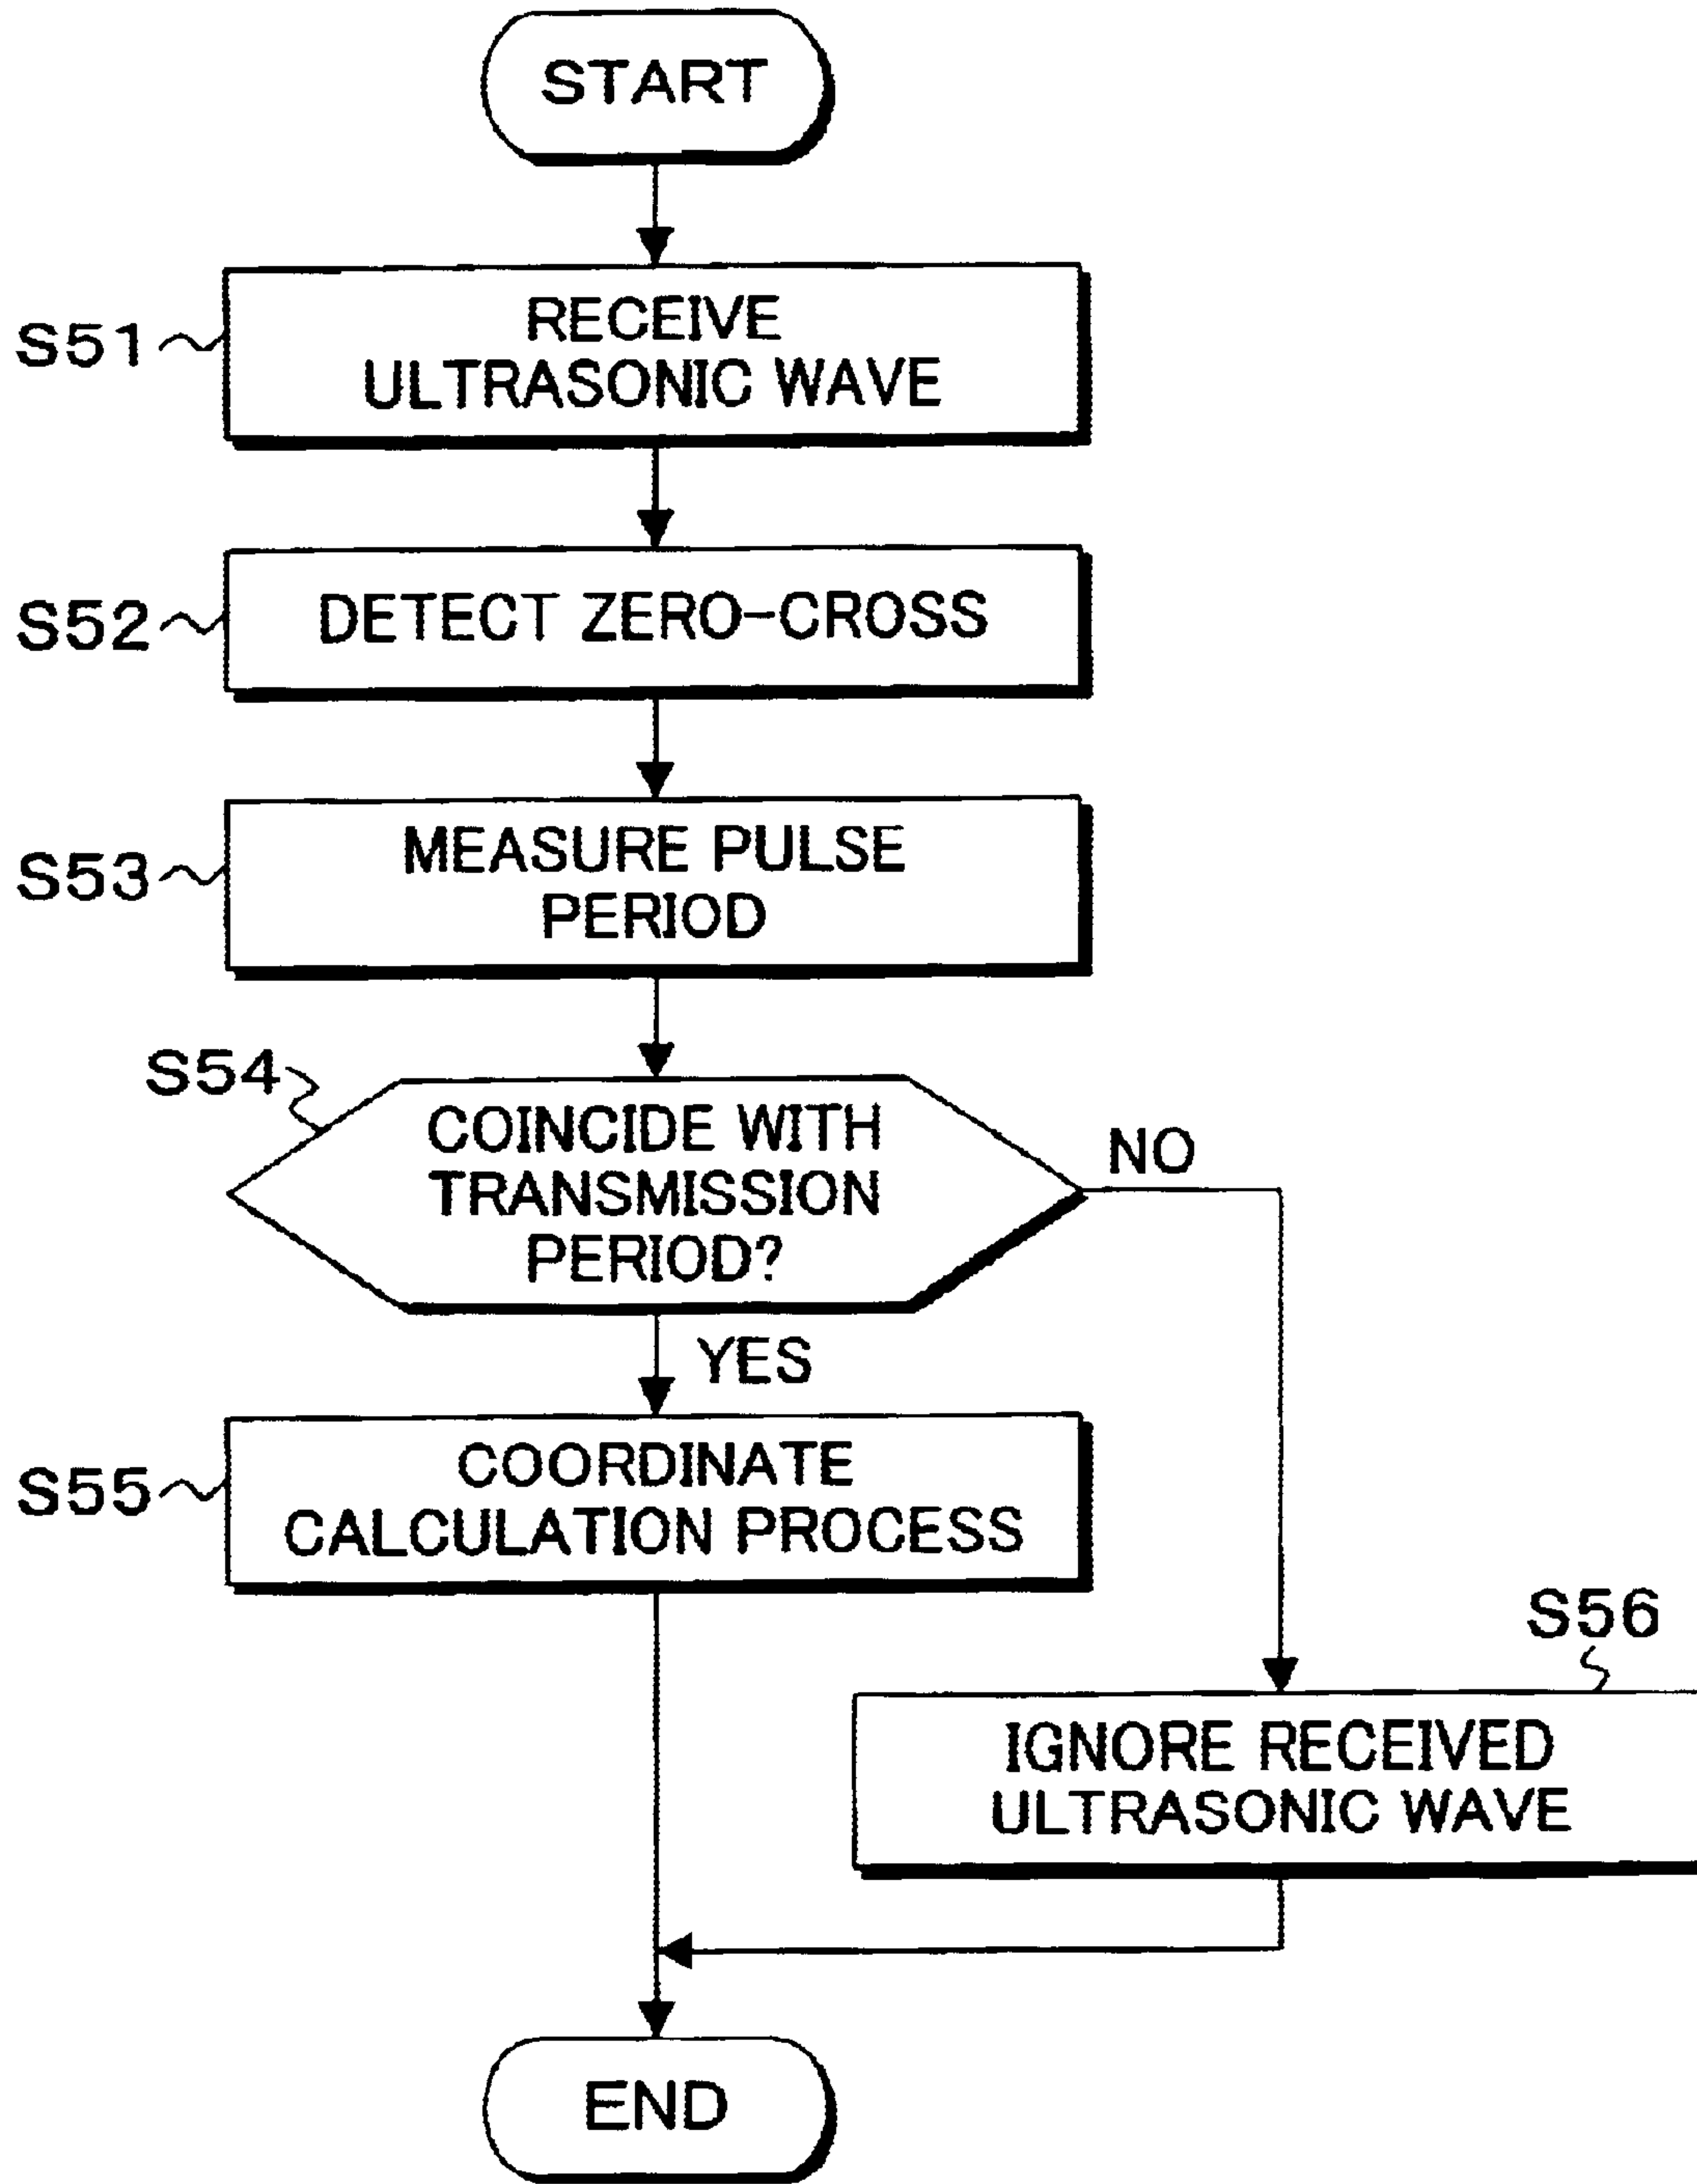 START
S51
RECEIVE
ULTRASONIC WAVE
S52
DETECT ZERO-CROSS
S53
MEASURE PULSE
PERIOD
S54
COINCIDE WITH
TRANSMISSION
PERIOD?
NO
YES
S55
COORDINATE
CALCULATION PROCESS
S56
IGNORE RECEIVED
ULTRASONIC WAVE
END